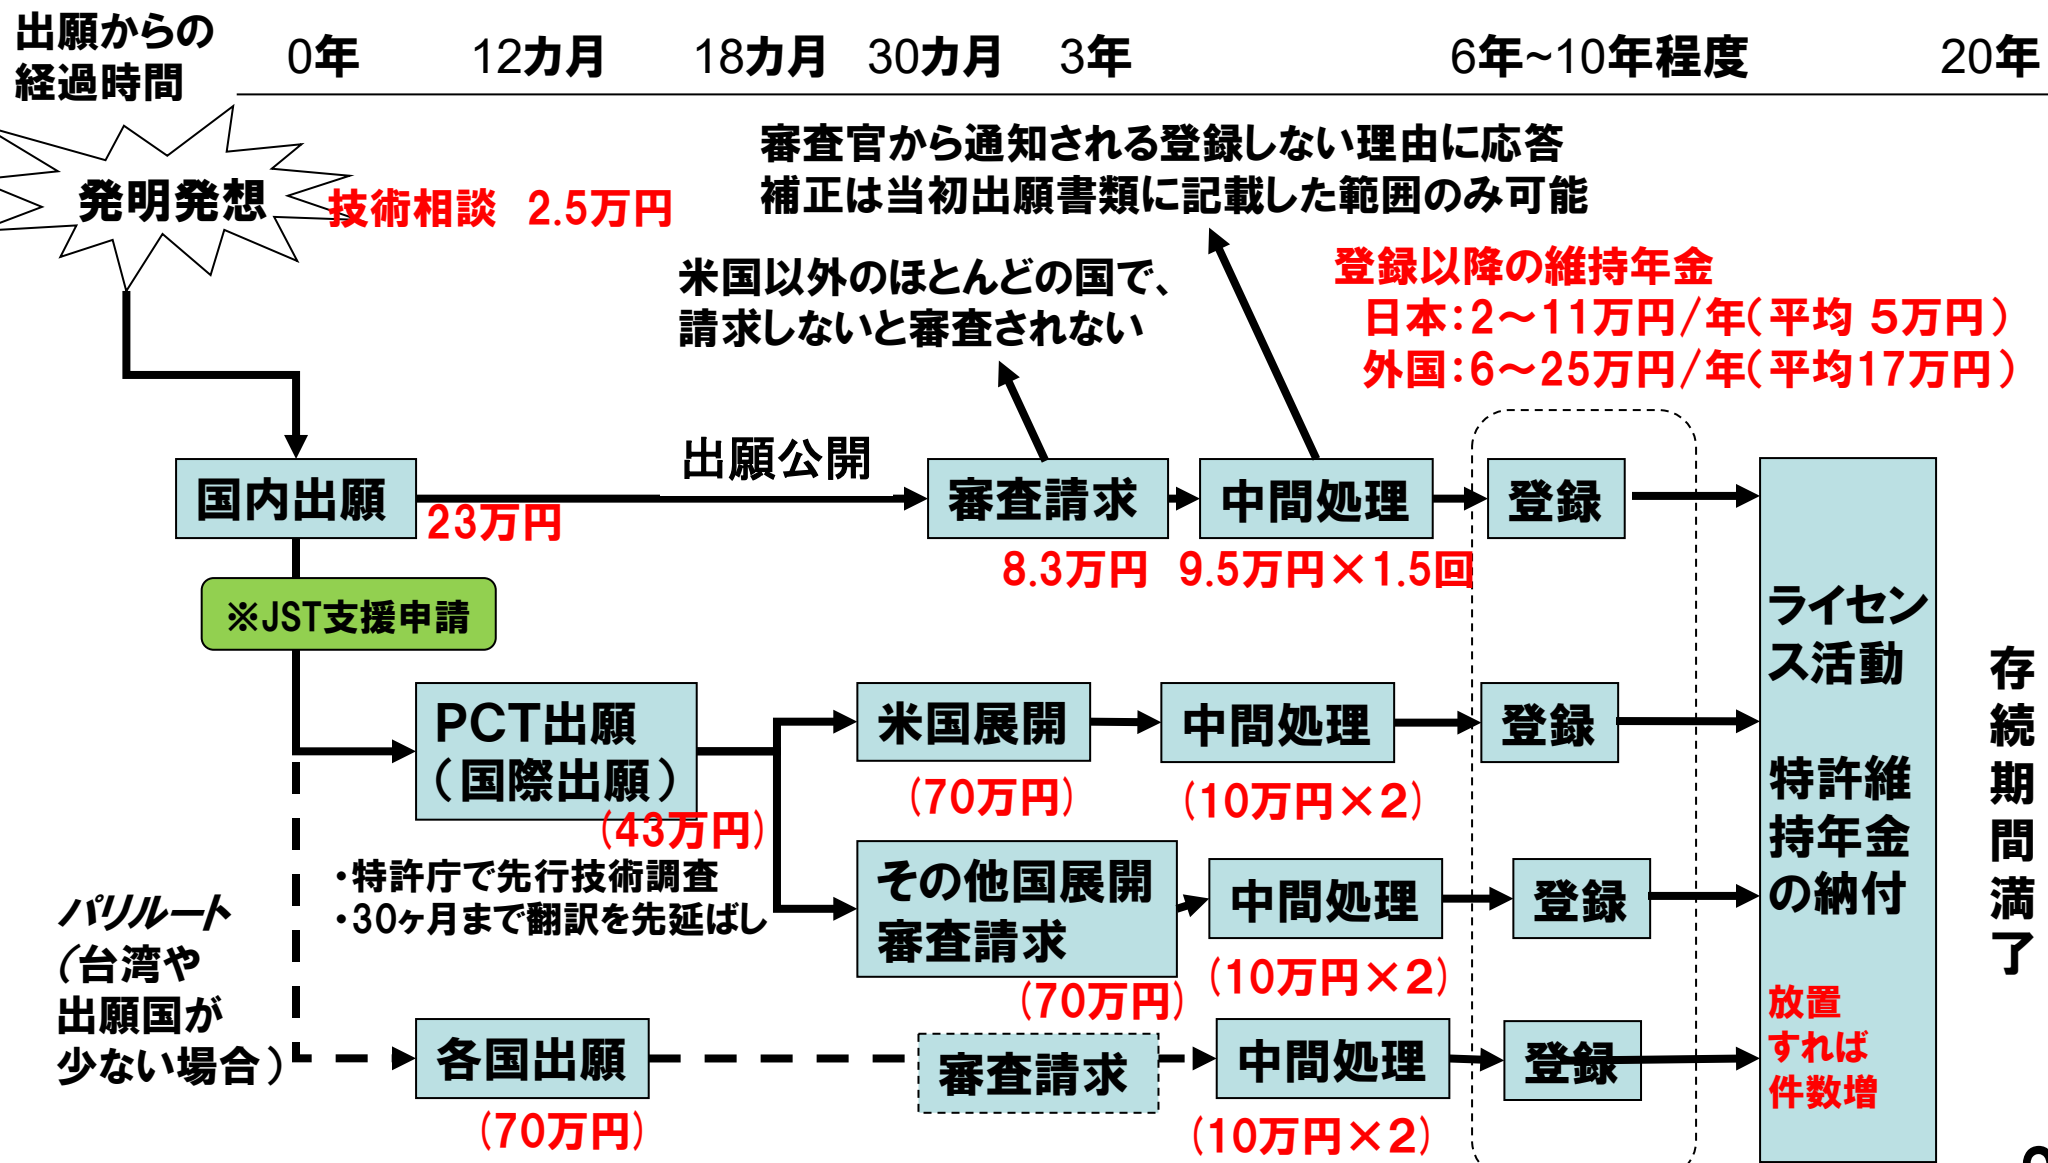 出願からの
経過時間
0年
12カ月
18カ月
30カ月
3年
6年~10年程度
20年
発明発想
技術相談 2.5万円
審査官から通知される登録しない理由に応答
補正は当初出願書類に記載した範囲のみ可能
米国以外のほとんどの国で、
請求しないと審査されない
登録以降の維持年金
日本：2～11万円/年(平均 5万円)
外国：6～25万円/年(平均17万円)
国内出願
23万円
出願公開
審査請求
8.3万円
中間処理
9.5万円×1.5回
登録
※JST支援申請
PCT出願
（国際出願）
(43万円)
・特許庁で先行技術調査
・30ヶ月まで翻訳を先延ばし
米国展開
(70万円)
中間処理
(10万円×2)
登録
その他国展開
審査請求
(70万円)
中間処理
(10万円×2)
登録
パリルート
（台湾や
出願国が
少ない場合）
各国出願
(70万円)
審査請求
中間処理
(10万円×2)
登録
ライセン
ス活動
特許維
持年金
の納付
放置
すれば
件数増
存続期間満了